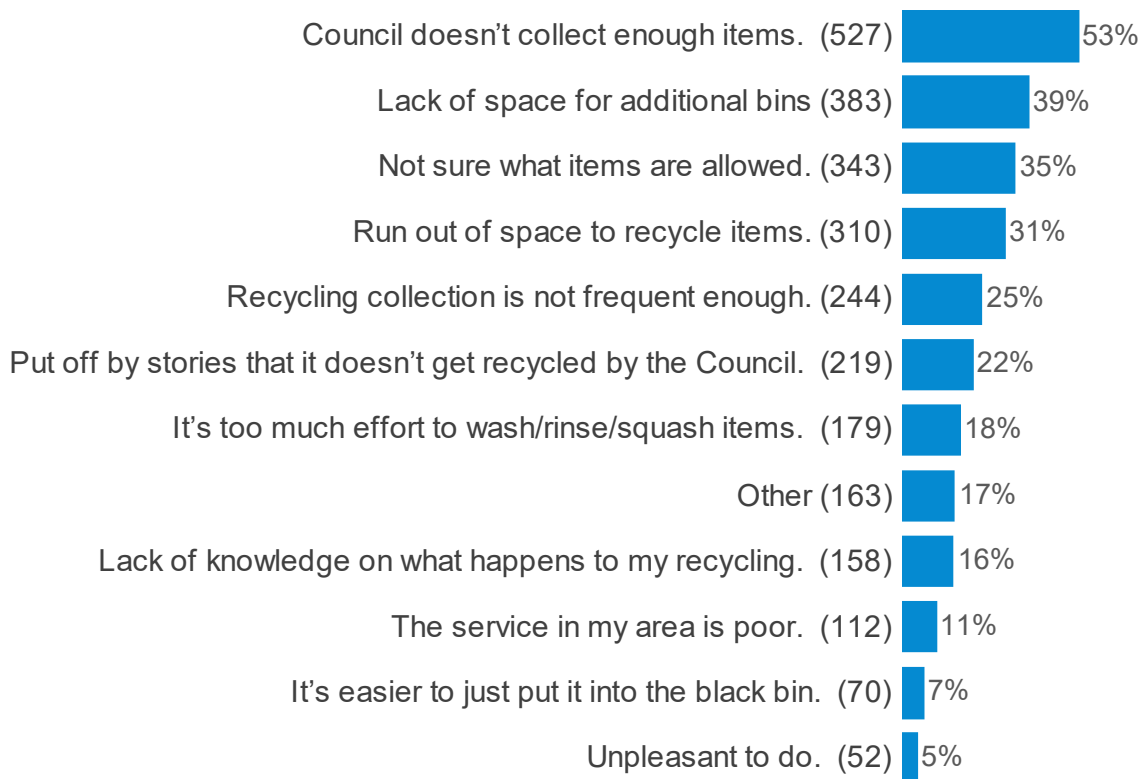 Council doesn’t collect enough items.  (527) 53%
Lack of space for additional bins (383) 39%
Not sure what items are allowed. (343) 35%
Run out of space to recycle items. (310) 31%
Recycling collection is not frequent enough. (244) 25%
Put off by stories that it doesn’t get recycled by the Council.  (219) 22%
It’s too much effort to wash/rinse/squash items.  (179) 18%
Other (163) 17%
Lack of knowledge on what happens to my recycling.  (158) 16%
The service in my area is poor.  (112) 11%
It’s easier to just put it into the black bin.  (70) 7%
Unpleasant to do.  (52) 5%